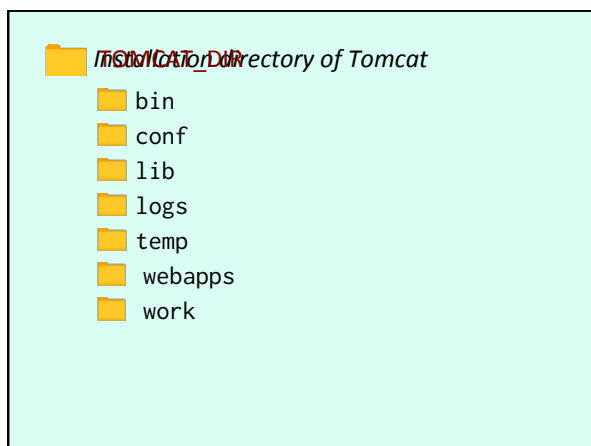 TOMCAT_DIR Installation directory of Tomcat
bin
conf
lib
logs
temp
webapps
work